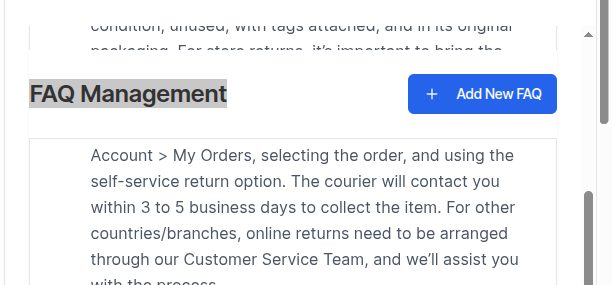 condition, unused, with tags attached, and in its original
packaging. For store returns, it's important to bring the
FAQ Management
+ Add New FAQ
Account > My Orders, selecting the order, and using the
self-service return option. The courier will contact you
within 3 to 5 business days to collect the item. For other
countries/branches, online returns need to be arranged
through our Customer Service Team, and we'll assist you
with the process.